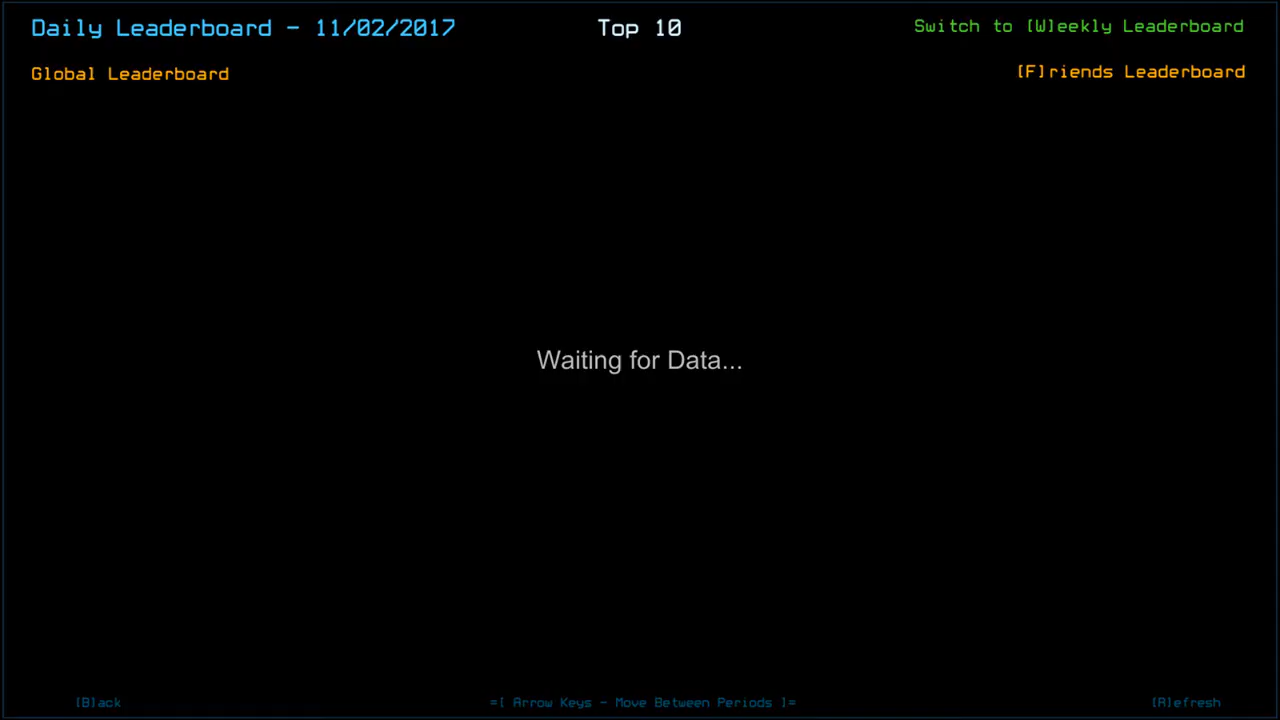 Daily Leaderboard - 11/02/2017 Top 10 Switch to [W]eekly Leaderboard
Global Leaderboard [F]riends Leaderboard
Waiting for Data...
[B]ack =[ Arrow Keys - Move Between Periods ]= [R]efresh